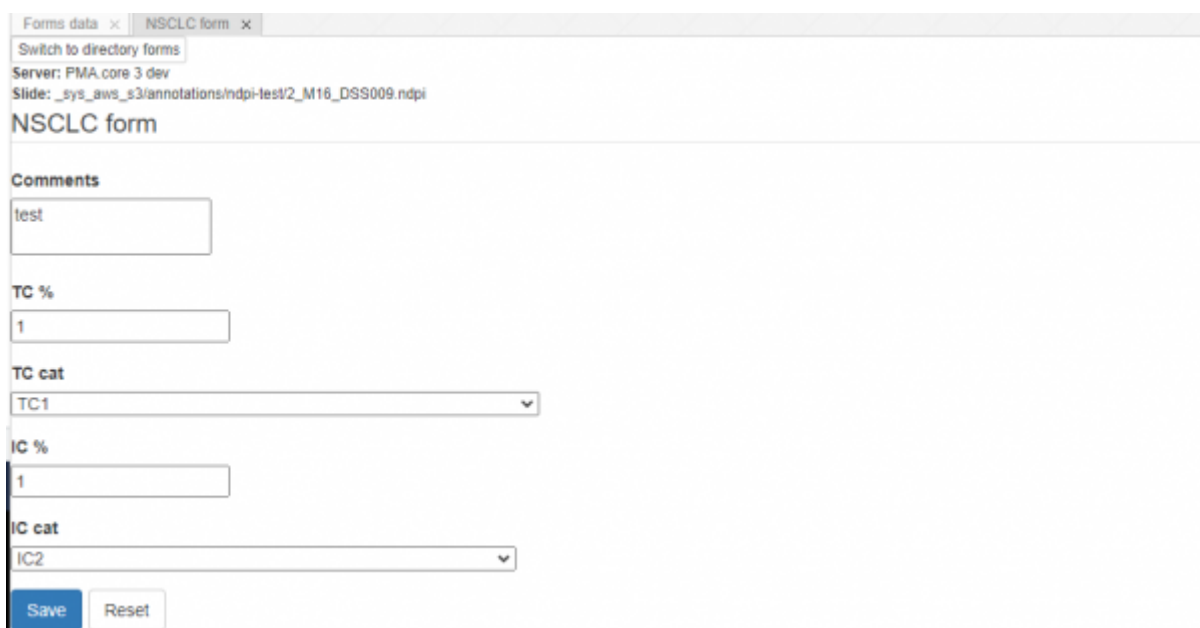 Forms data × NSCLC form ×
Switch to directory forms
Server: PMA.core 3 dev
Slide: _sys_aws_s3/annotations/ndpi-test/2_M16_DSS009.ndpi
NSCLC form
Comments
test
TC %
1
TC cat
TC1
IC %
1
IC cat
IC2
Save Reset